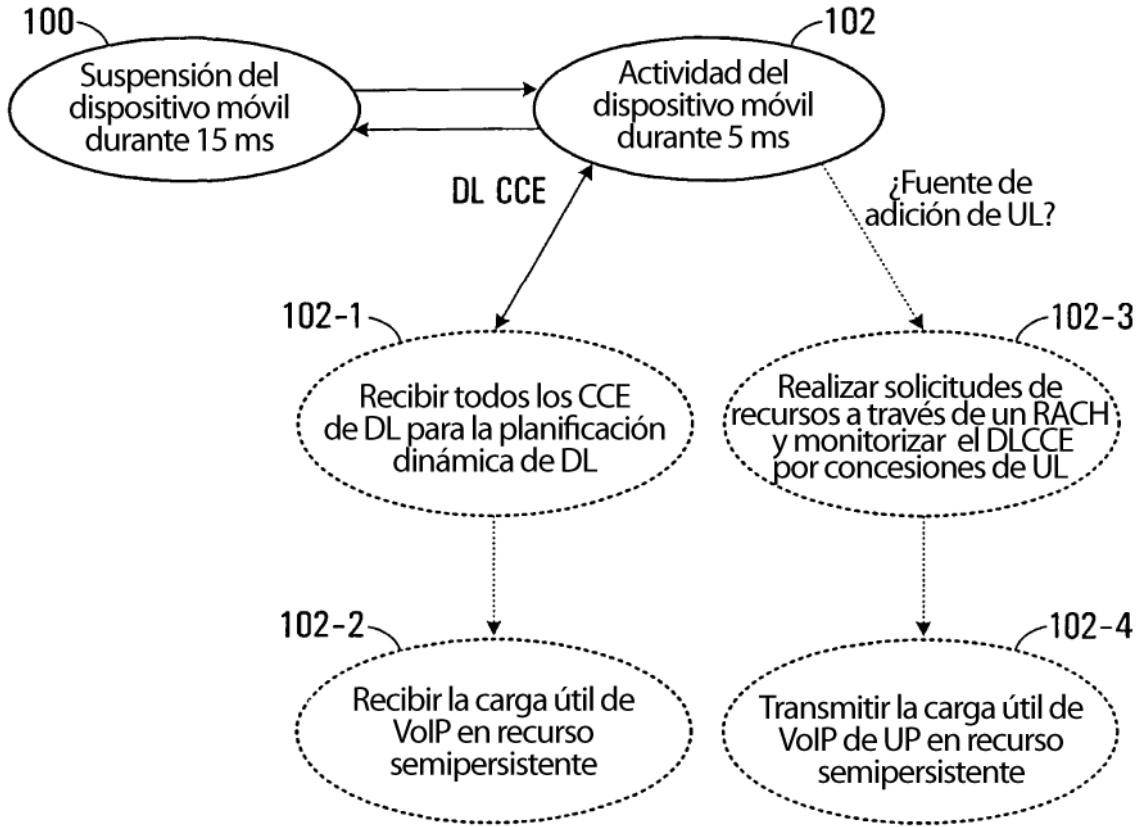 100
102
Suspensión del
dispositivo móvil
durante 15 ms
Actividad del
dispositivo móvil
durante 5 ms
DL CCE
¿Fuente de
adición de UL?
102-1
102-3
Recibir todos los CCE
de DL para la planificación
dinámica de DL
Realizar solicitudes de
recursos a través de un RACH
y monitorizar el DLCCE
por concesiones de UL
102-2
102-4
Recibir la carga útil de
VoIP en recurso
semipersistente
Transmitir la carga útil de
VoIP de UP en recurso
semipersistente